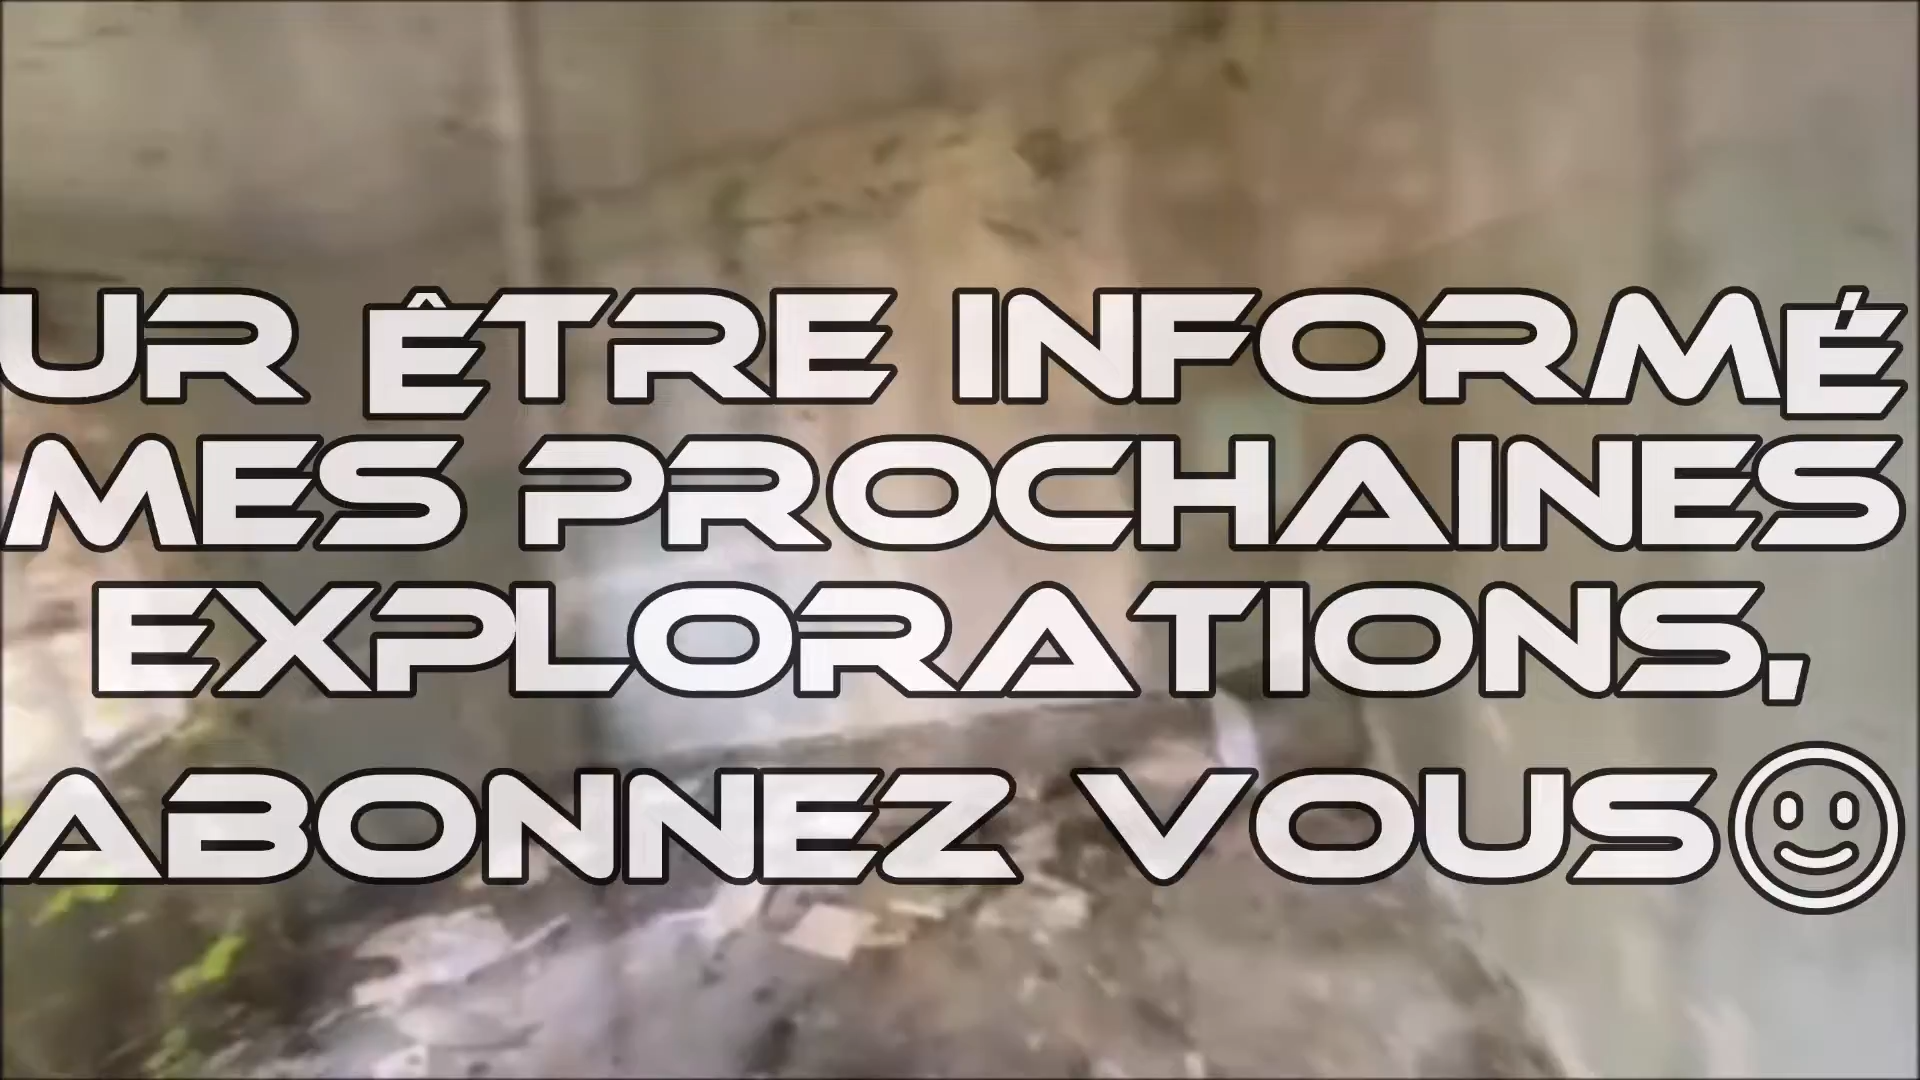 UR ÊTRE INFORMÉ
MES PROCHAINES
EXPLORATIONS,
ABONNEZ VOUS☺